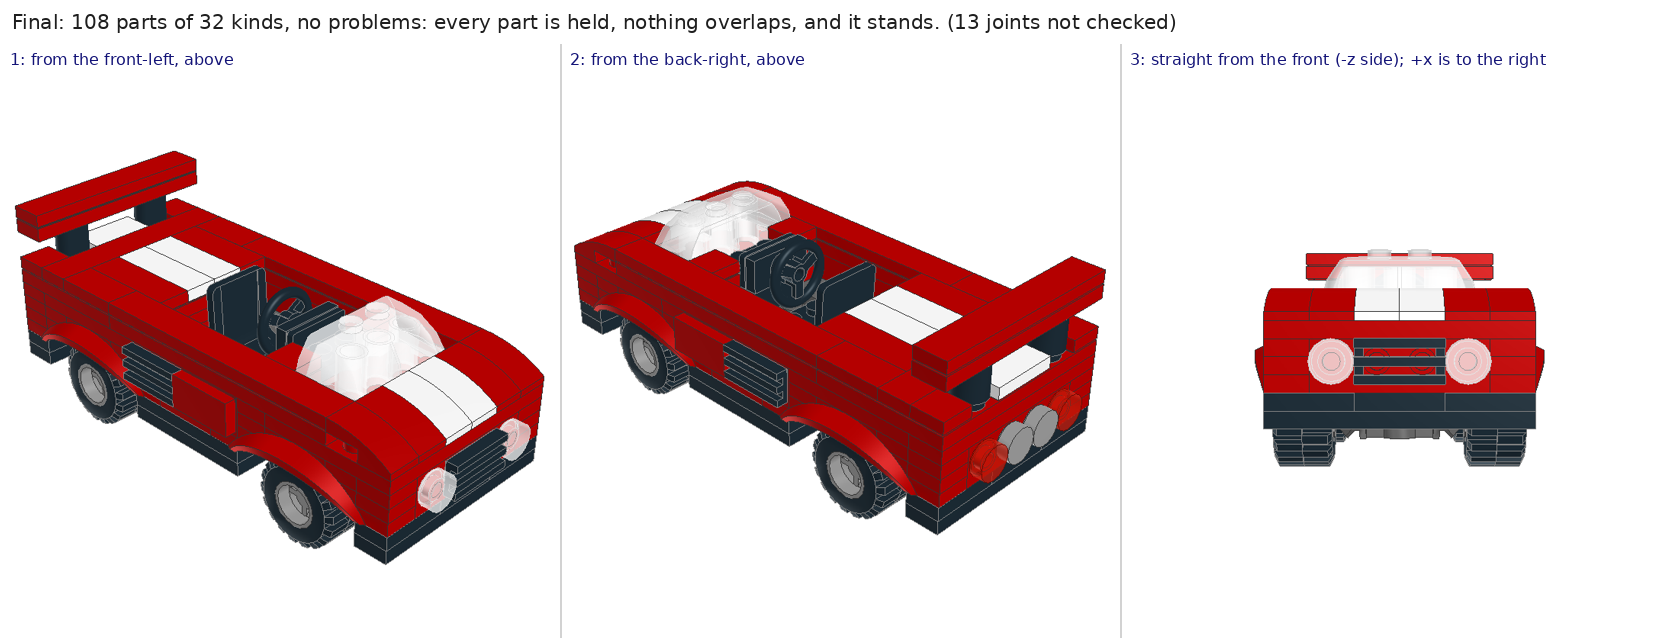 Final: 108 parts of 32 kinds, no problems: every part is held, nothing overlaps, and it stands. (13 joints not checked)
1: from the front-left, above
2: from the back-right, above
3: straight from the front (-z side); +x is to the right